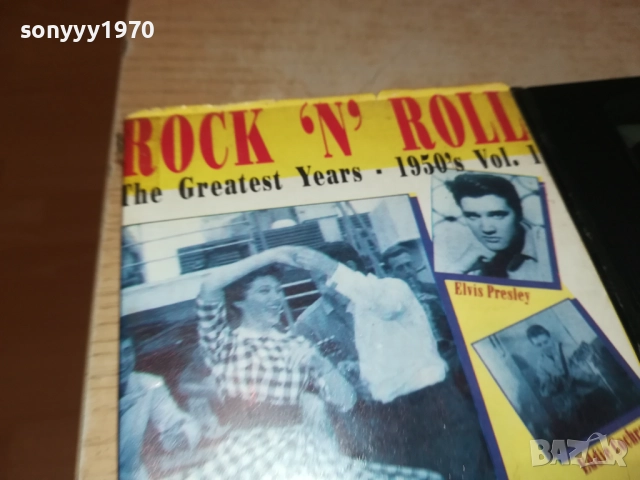 sonyyy1970
ROCK 'N' ROLL
The Greatest Years · 1950's Vol. 1
Elvis Presley
BAZAR